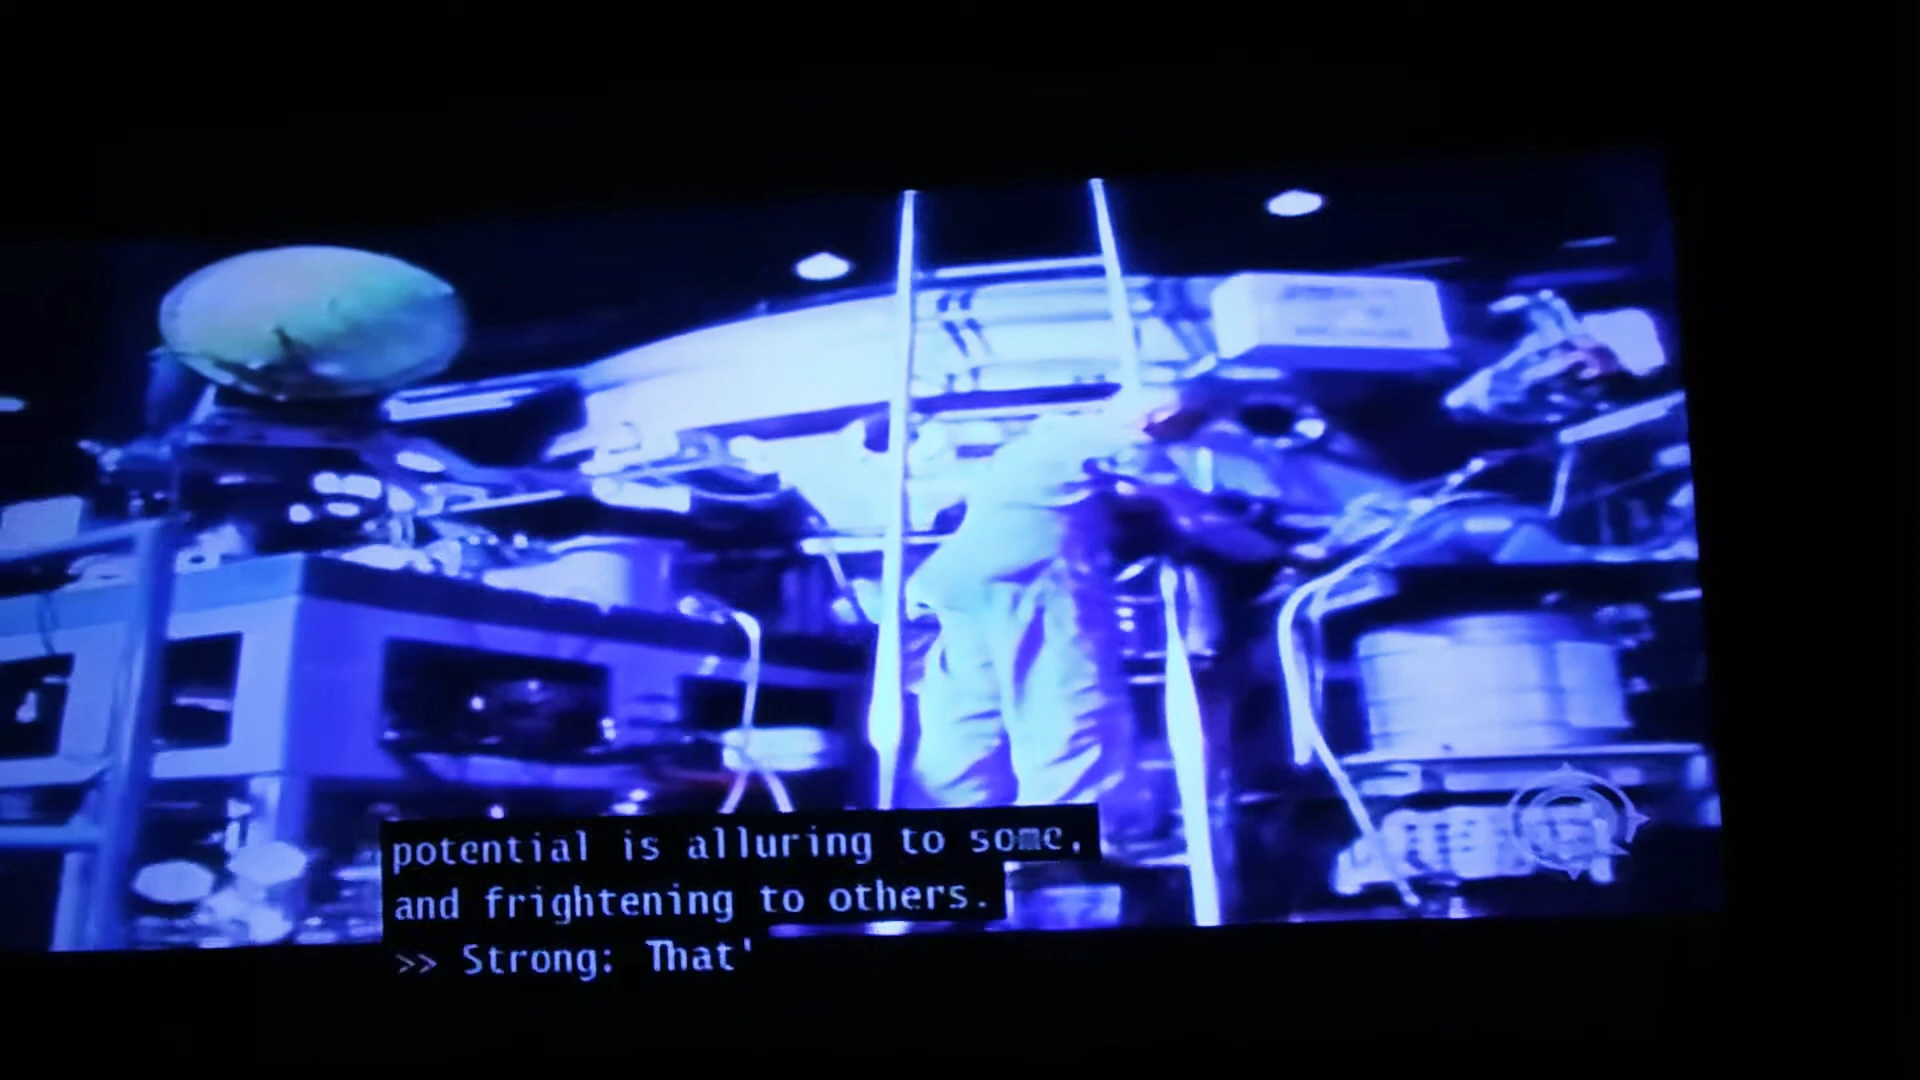 potential is alluring to some,
and frightening to others.
>> Strong: That'